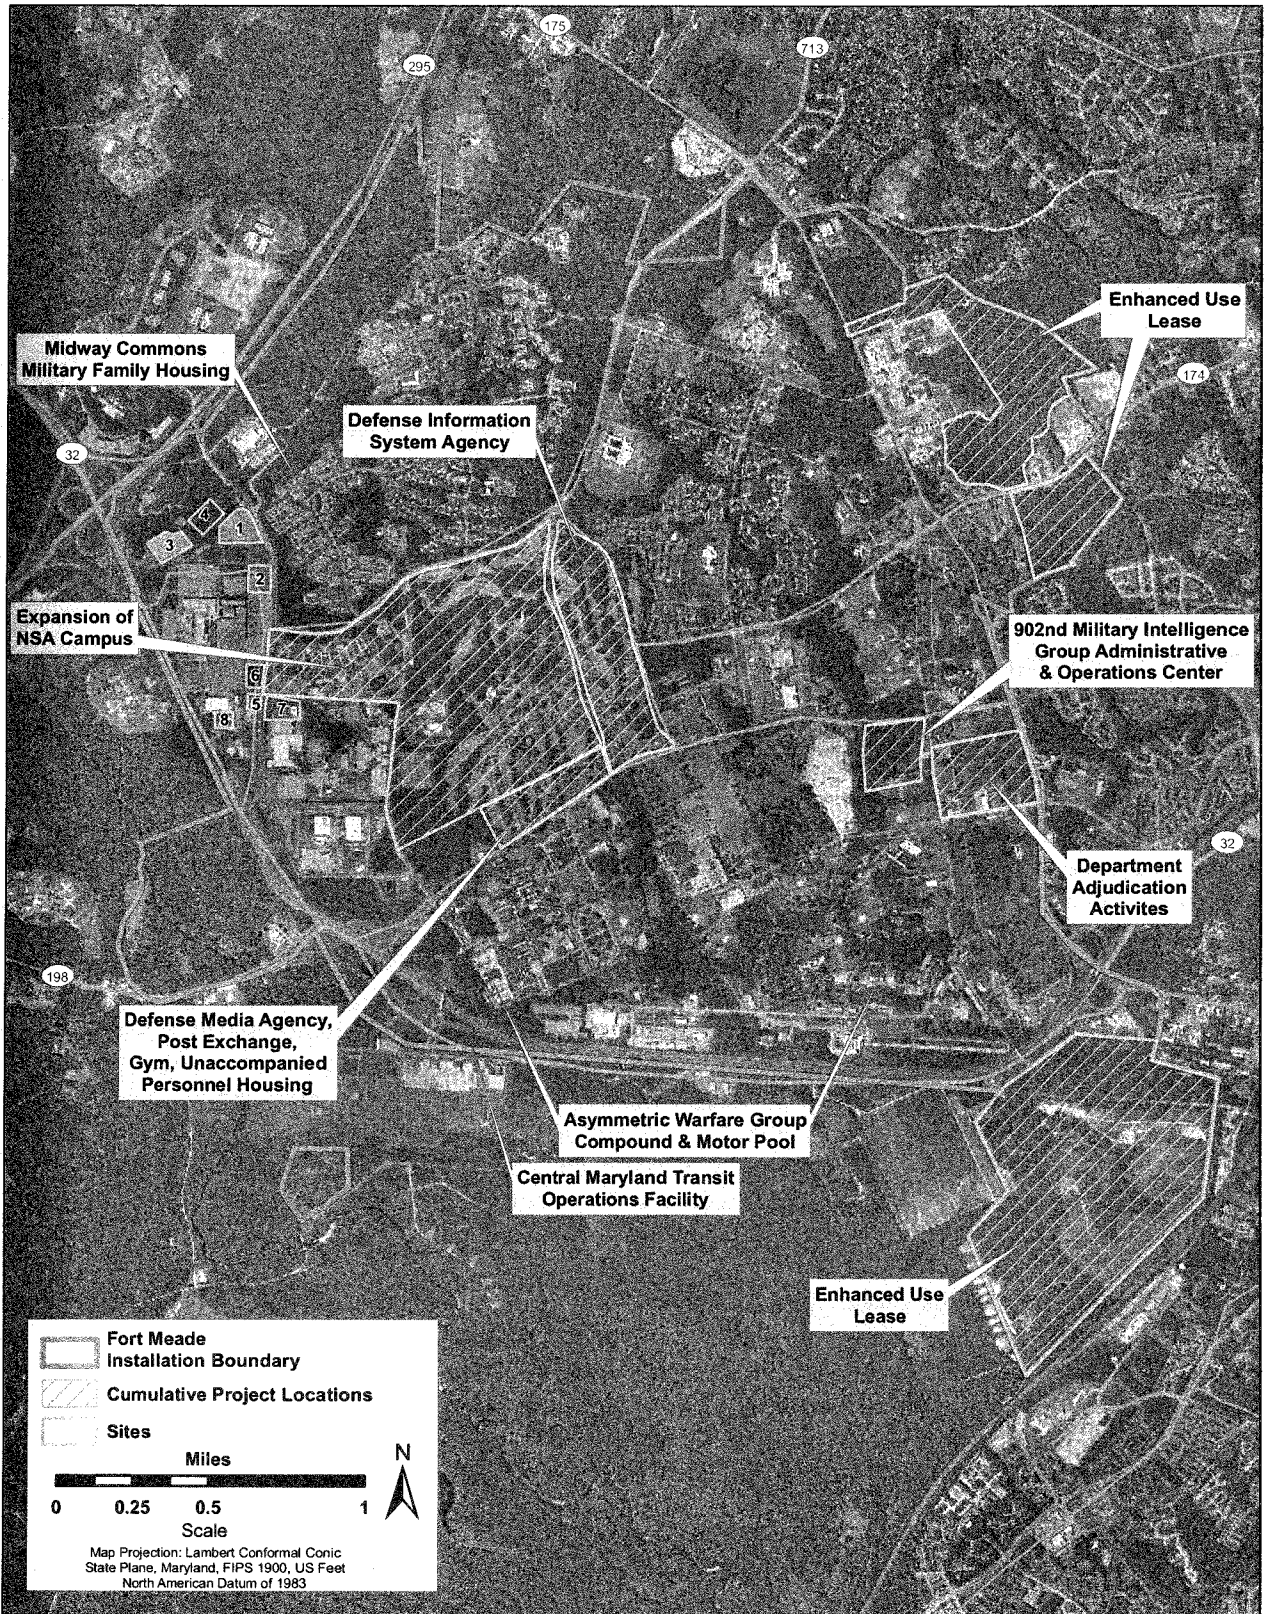 175
713
295
Enhanced Use
Lease
Midway Commons
Military Family Housing
174
Defense Information
System Agency
32
1
3
2
Expansion of
NSA Campus
902nd Military Intelligence
Group Administrative
& Operations Center
6
5
7
8
32
Department
Adjudication
Activites
198
Defense Media Agency,
Post Exchange,
Gym, Unaccompanied
Personnel Housing
Asymmetric Warfare Group
Compound & Motor Pool
Central Maryland Transit
Operations Facility
Enhanced Use
Lease
Fort Meade
Installation Boundary
Cumulative Project Locations
Sites
Miles
N
0 0.25 0.5 1
Scale
Map Projection: Lambert Conformal Conic
State Plane, Maryland, FIPS 1900, US Feet
North American Datum of 1983